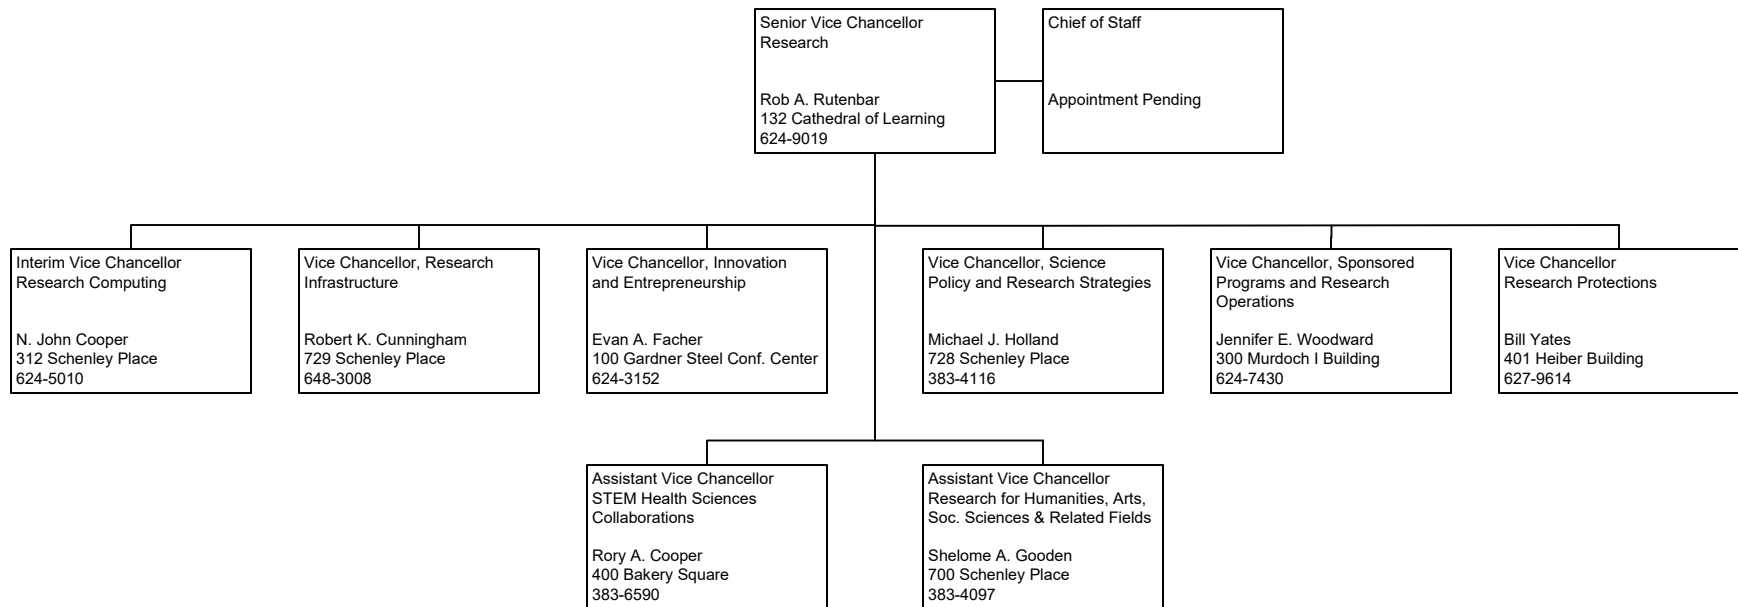 Senior Vice Chancellor
Research
Rob A. Rutenbar
132 Cathedral of Learning
624-9019
Chief of Staff
Appointment Pending
Interim Vice Chancellor
Research Computing
N. John Cooper
312 Schenley Place
624-5010
Vice Chancellor, Research
Infrastructure
Robert K. Cunningham
729 Schenley Place
648-3008
Vice Chancellor, Innovation
and Entrepreneurship
Evan A. Facher
100 Gardner Steel Conf. Center
624-3152
Vice Chancellor, Science
Policy and Research Strategies
Michael J. Holland
728 Schenley Place
383-4116
Vice Chancellor, Sponsored
Programs and Research
Operations
Jennifer E. Woodward
300 Murdoch I Building
624-7430
Vice Chancellor
Research Protections
Bill Yates
401 Heiber Building
627-9614
Assistant Vice Chancellor
STEM Health Sciences
Collaborations
Rory A. Cooper
400 Bakery Square
383-6590
Assistant Vice Chancellor
Research for Humanities, Arts,
Soc. Sciences & Related Fields
Shelome A. Gooden
700 Schenley Place
383-4097